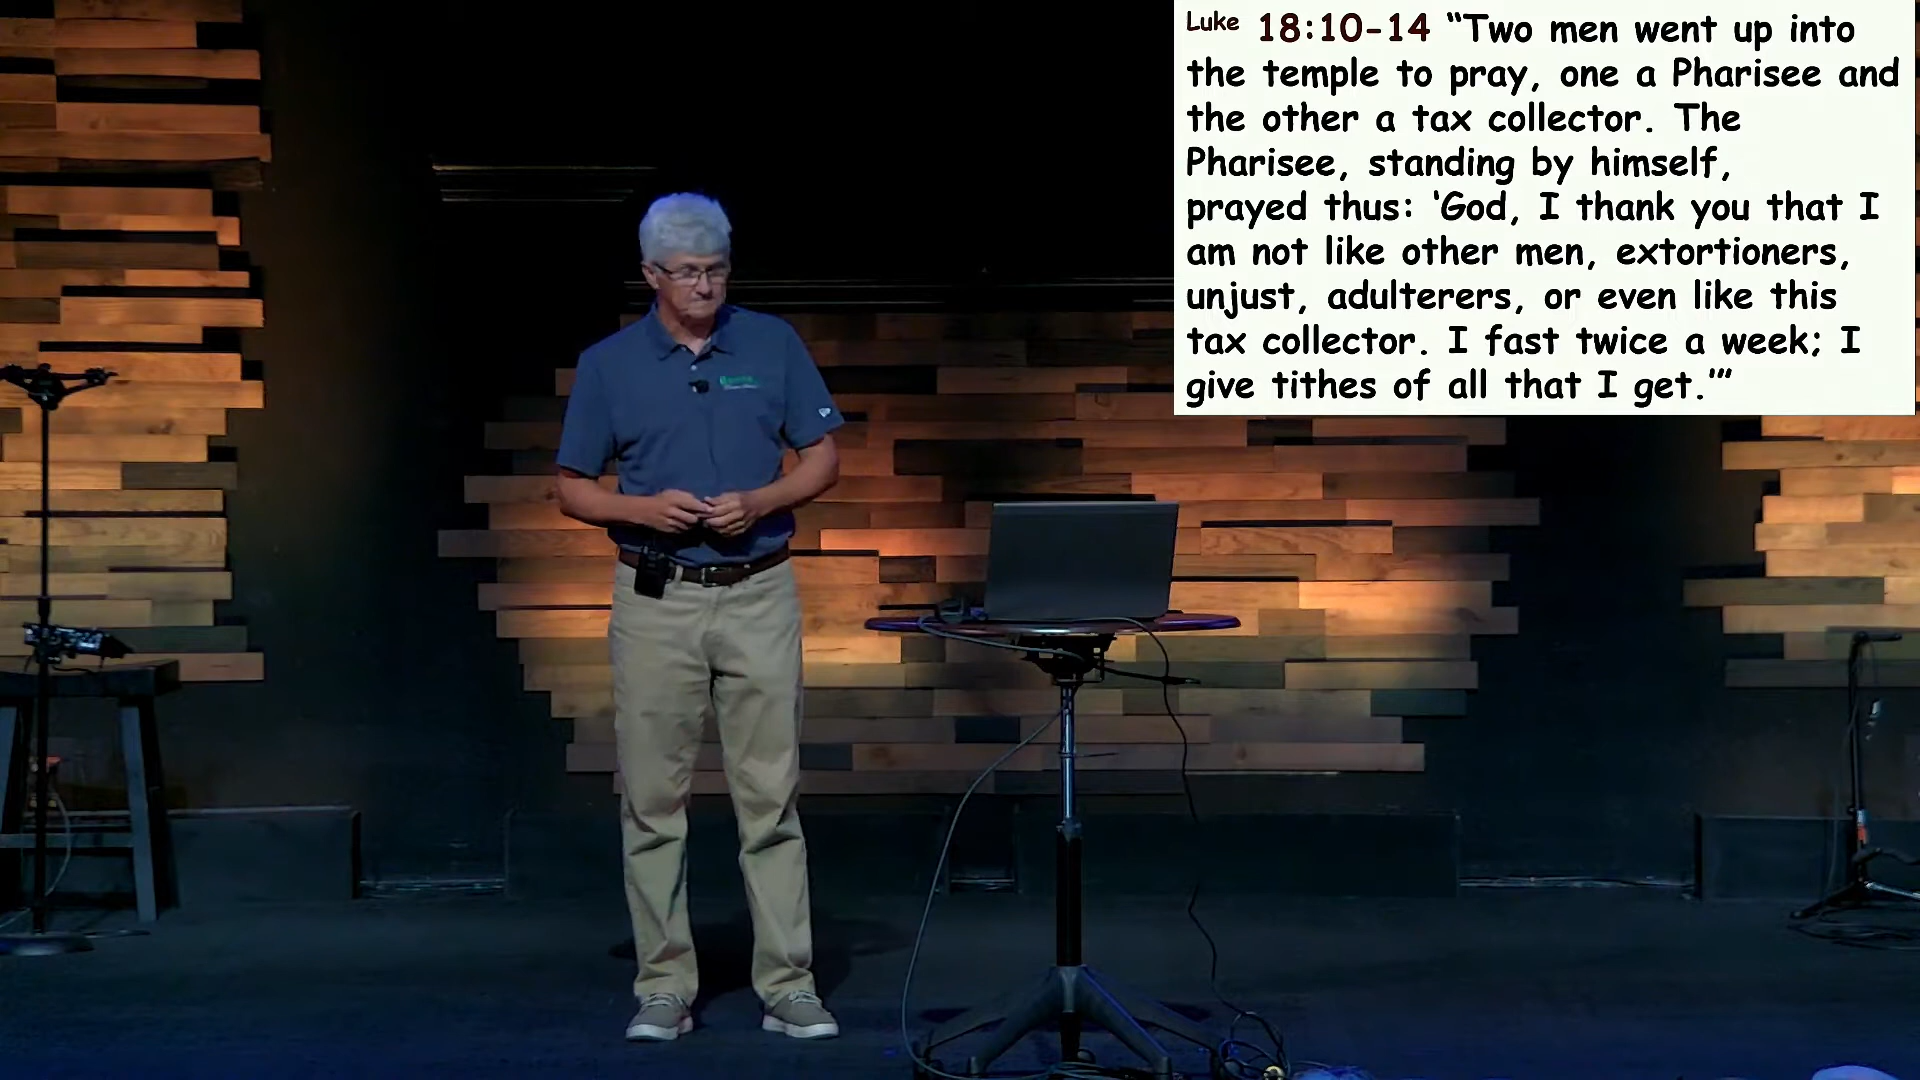 Luke 18:10-14 “Two men went up into
the temple to pray, one a Pharisee and
the other a tax collector. The
Pharisee, standing by himself,
prayed thus: ‘God, I thank you that I
am not like other men, extortioners,
unjust, adulterers, or even like this
tax collector. I fast twice a week; I
give tithes of all that I get.’”